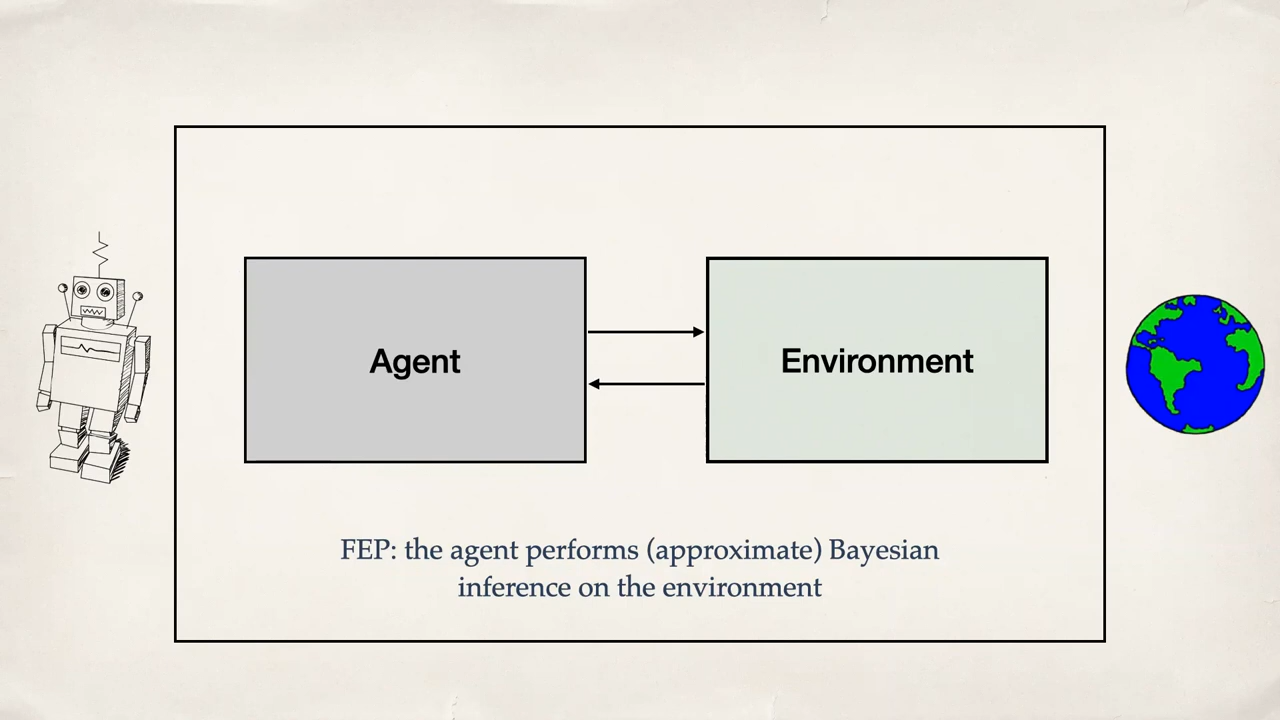 Agent
Environment
FEP: the agent performs (approximate) Bayesian
inference on the environment